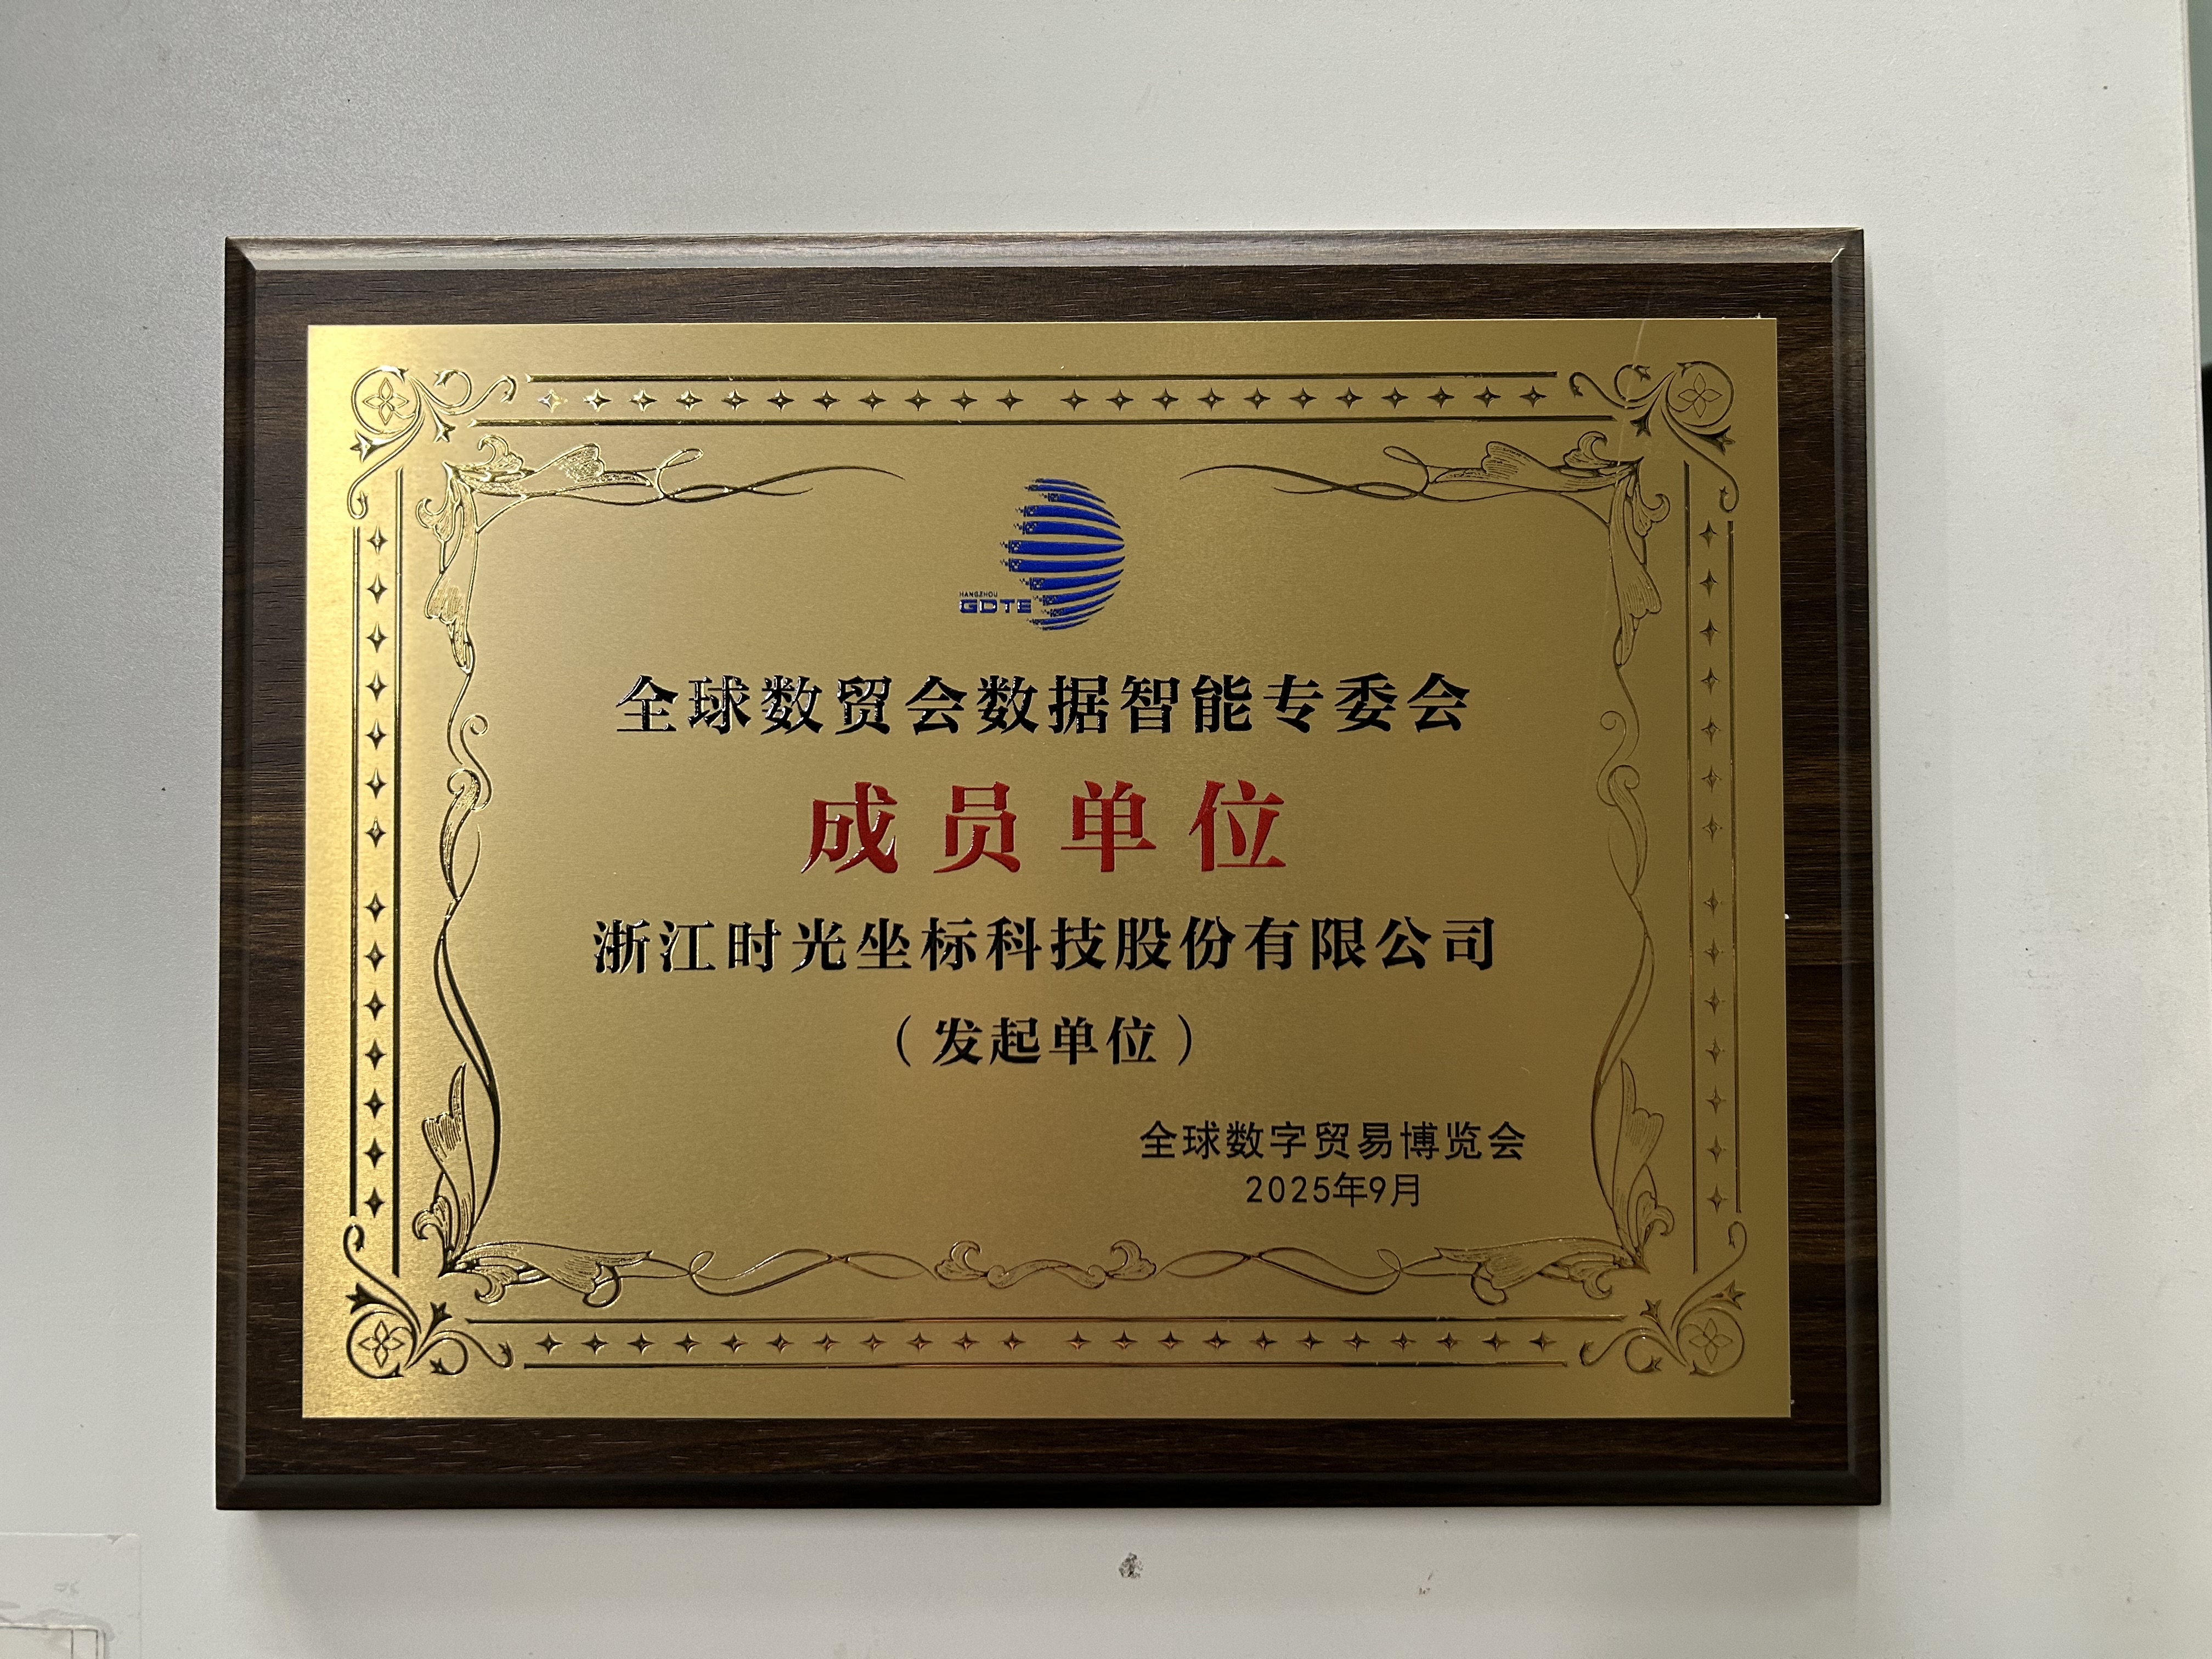 HANGZHOU
GDTE
全球数贸会数据智能专委会
成员单位
浙江时光坐标科技股份有限公司
（发起单位）
全球数字贸易博览会
2025年9月